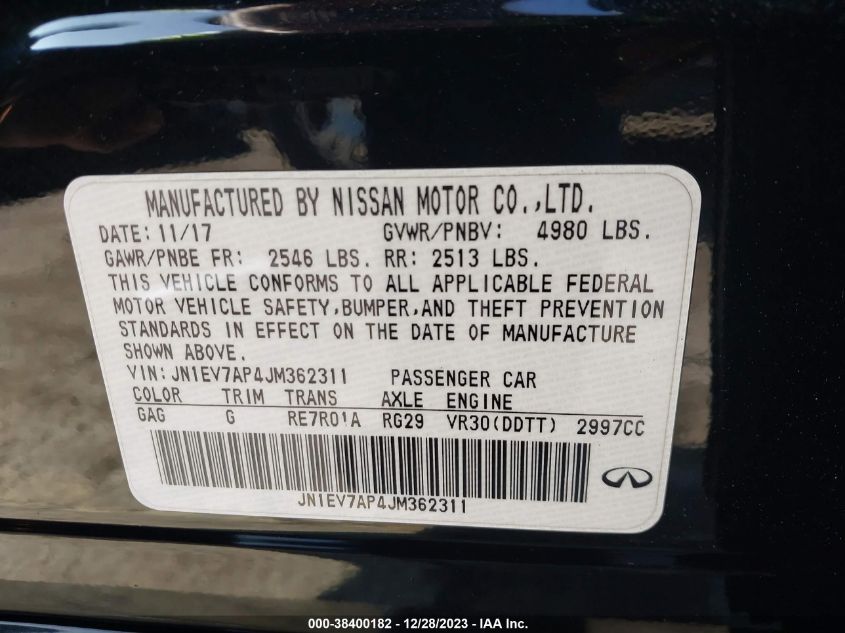 MANUFACTURED BY NISSAN MOTOR CO.,LTD.
DATE: 11/17 GVWR/PNBV: 4980 LBS.
GAWR/PNBE FR: 2546 LBS. RR: 2513 LBS.
THIS VEHICLE CONFORMS TO ALL APPLICABLE FEDERAL
MOTOR VEHICLE SAFETY,BUMPER,AND THEFT PREVENTION
STANDARDS IN EFFECT ON THE DATE OF MANUFACTURE
SHOWN ABOVE.
VIN:JN1EV7AP4JM362311 PASSENGER CAR
COLOR TRIM TRANS AXLE ENGINE
GAG G RE7R01A RG29 VR30(DDTT) 2997CC
JN1EV7AP4JM362311
000-38400182 - 12/28/2023 - IAA Inc.